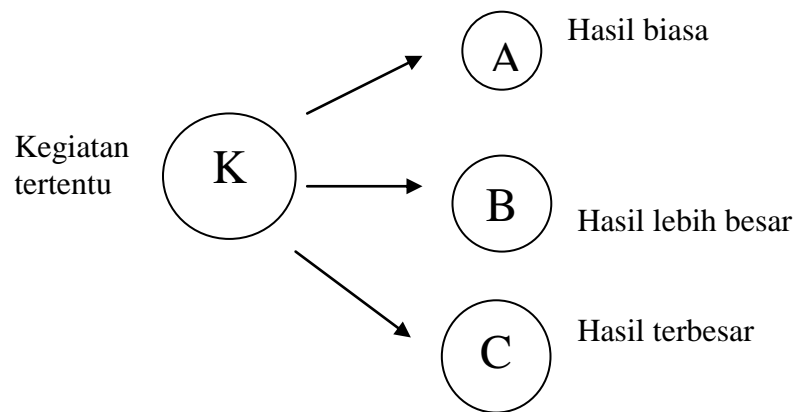 A
Hasil biasa
Kegiatan
tertentu
K
B
Hasil lebih besar
C
Hasil terbesar